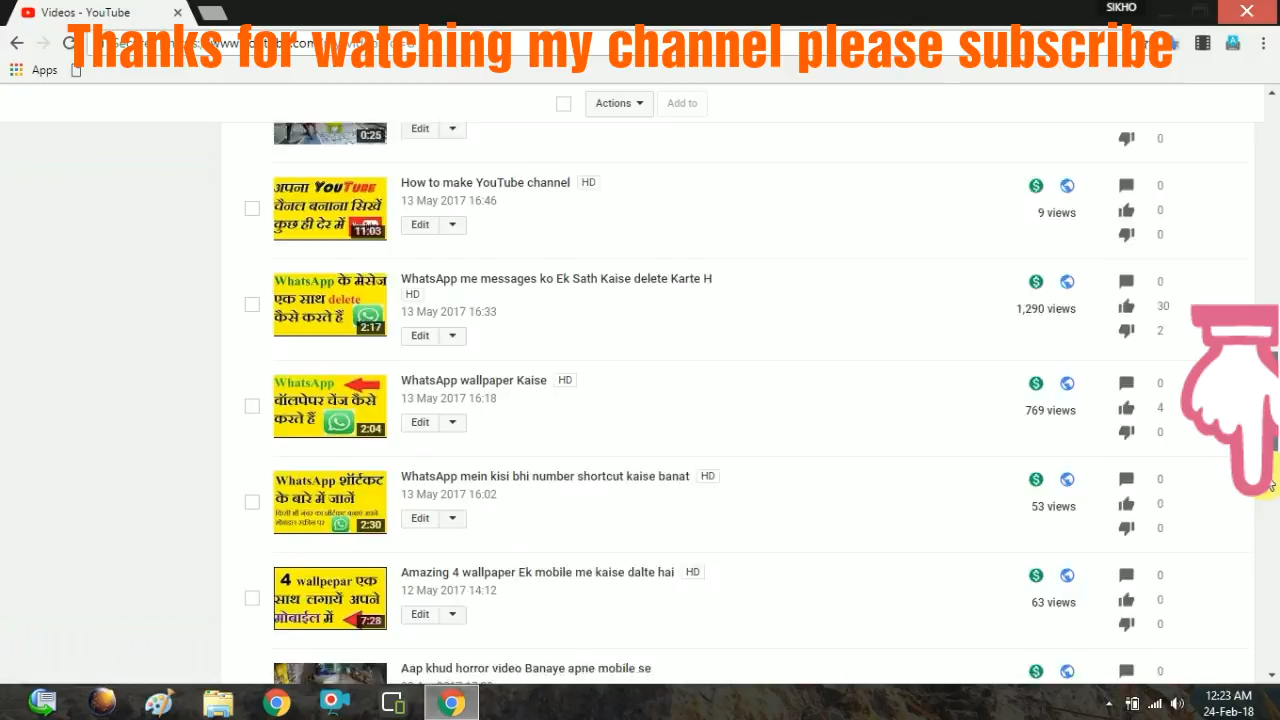 Videos - YouTube
SIKHO
Thanks for watching my channel please subscribe
Apps
Actions
Add to
0:25
Edit
0
How to make YouTube channel HD
13 May 2017 16:46
Edit
अपना YOUTUBE
चैनल बनाना सिखें
कुछ ही देर में
11:03
9 views
0
0
0
WhatsApp me messages ko Ek Sath Kaise delete Karte H
HD
13 May 2017 16:33
Edit
WhatsApp के मेसेज
एक साथ delete
कैसे करते हैं
2:17
1,290 views
0
30
2
WhatsApp wallpaper Kaise HD
13 May 2017 16:18
Edit
WhatsApp
वॉलपेपर चेंज कैसे
करते हैं
2:04
769 views
0
4
0
WhatsApp mein kisi bhi number shortcut kaise banat HD
13 May 2017 16:02
Edit
WhatsApp शॉर्टकट
के बारे में जानें
2:30
53 views
0
0
0
Amazing 4 wallpaper Ek mobile me kaise dalte hai HD
12 May 2017 14:12
Edit
4 wallpepar एक
साथ लगायें अपने
मोबाईल में
7:28
63 views
0
0
0
Aap khud horror video Banaye apne mobile se
0
12:23 AM
24-Feb-18